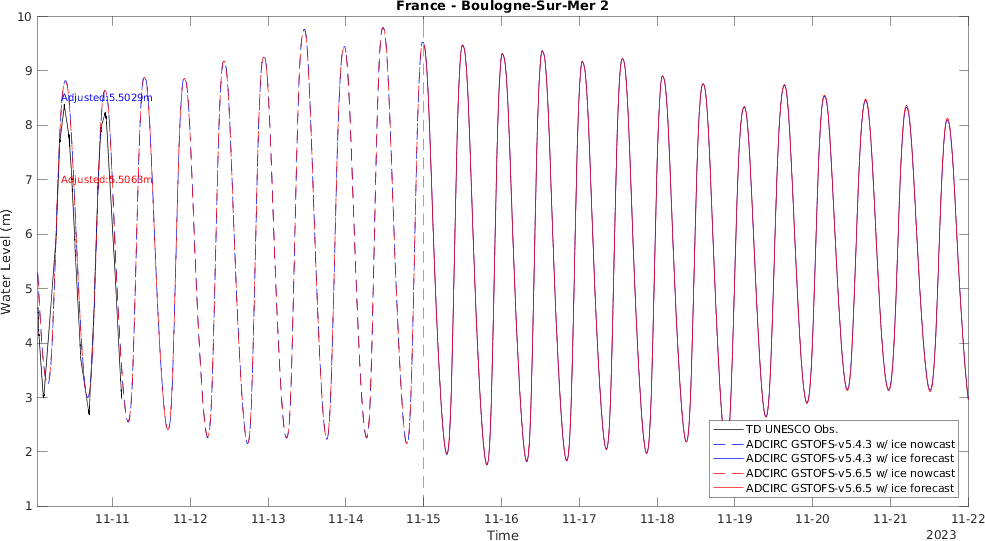 France - Boulogne-Sur-Mer 2
10
9
8
7
6
5
4
3
2
1
Water Level (m)
Adjusted:5.5029m
Adjusted:5.5063m
TD UNESCO Obs.
ADCIRC GSTOFS-v5.4.3 w/ ice nowcast
ADCIRC GSTOFS-v5.4.3 w/ ice forecast
ADCIRC GSTOFS-v5.6.5 w/ ice nowcast
ADCIRC GSTOFS-v5.6.5 w/ ice forecast
11-11 11-12 11-13 11-14 11-15 11-16 11-17 11-18 11-19 11-20 11-21 11-22
Time
2023